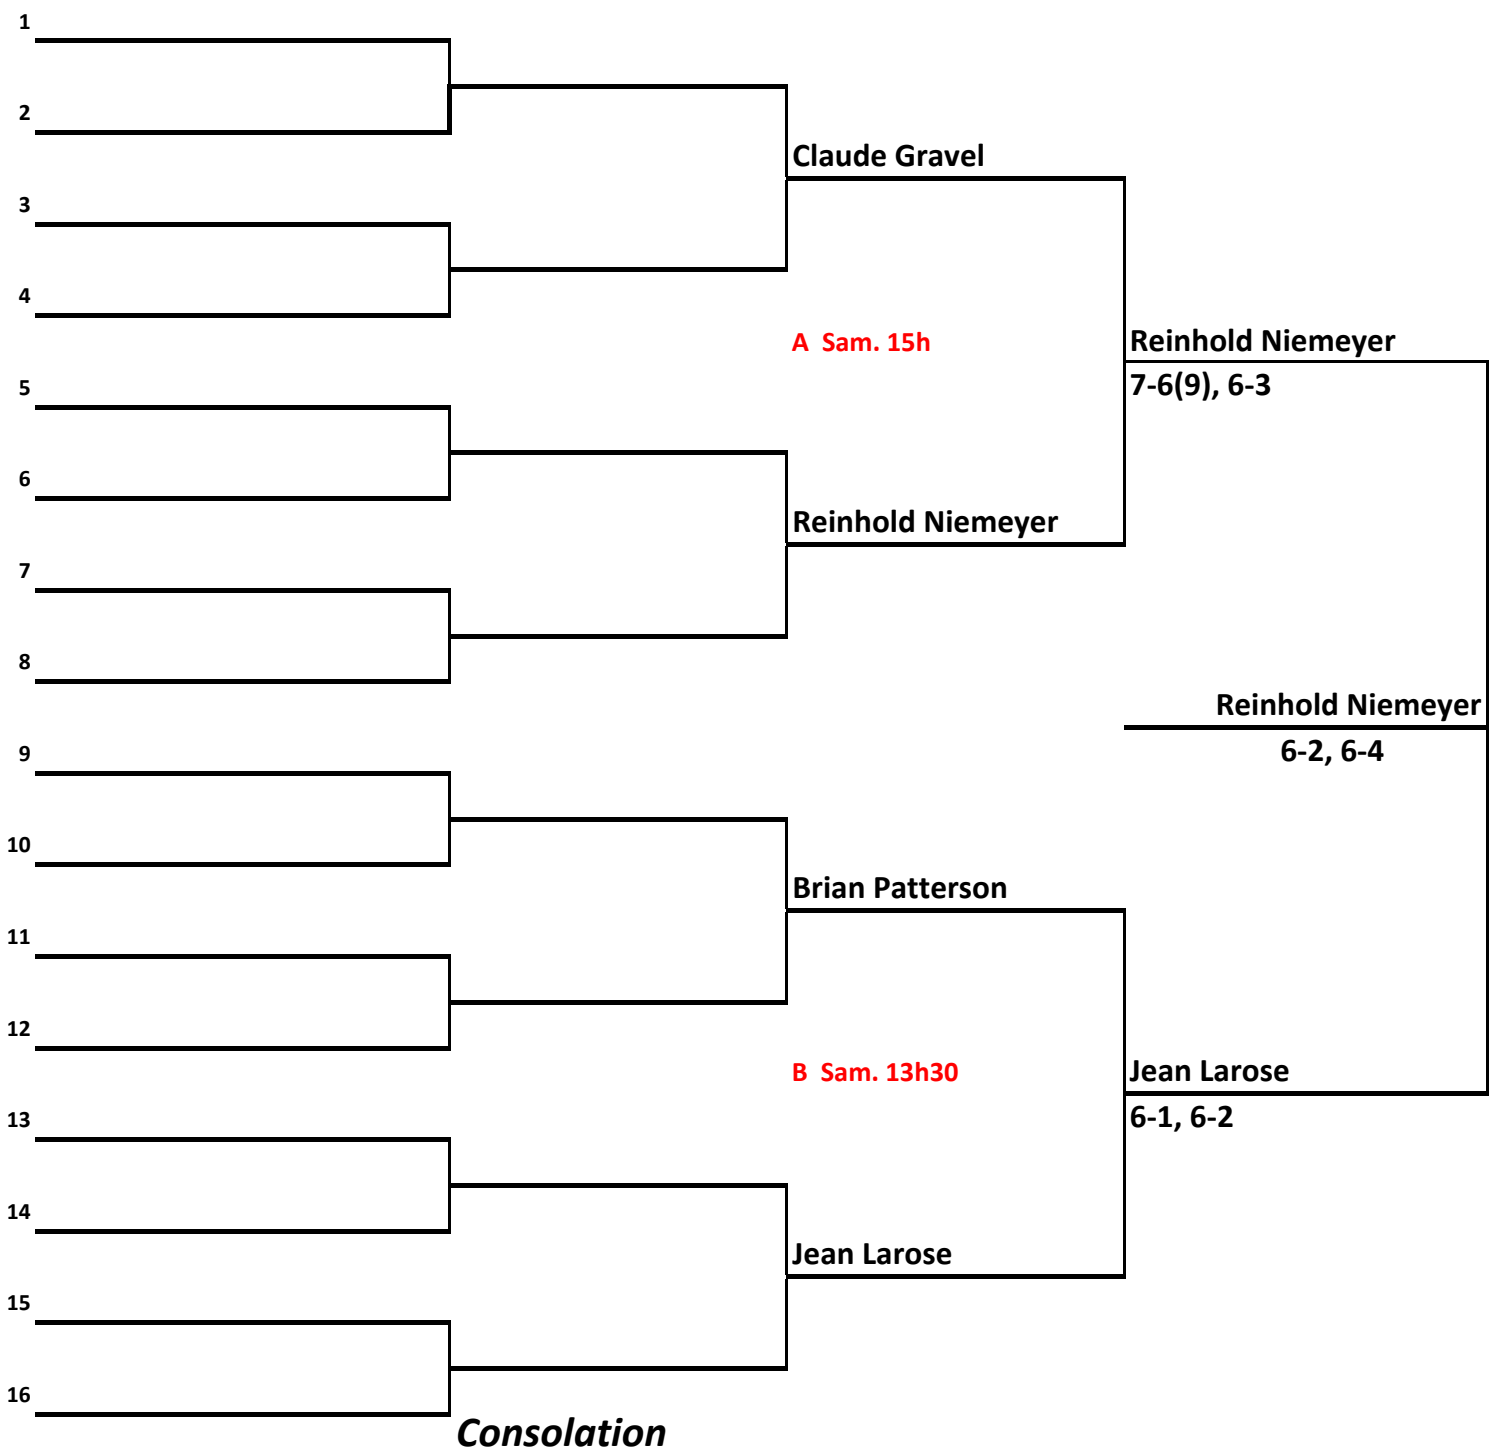 1
2
Claude Gravel
3
4
A  Sam. 15h
Reinhold Niemeyer
7-6(9), 6-3
5
6
Reinhold Niemeyer
7
8
Reinhold Niemeyer
6-2, 6-4
9
10
Brian Patterson
11
12
B  Sam. 13h30
Jean Larose
6-1, 6-2
13
14
Jean Larose
15
16
Consolation